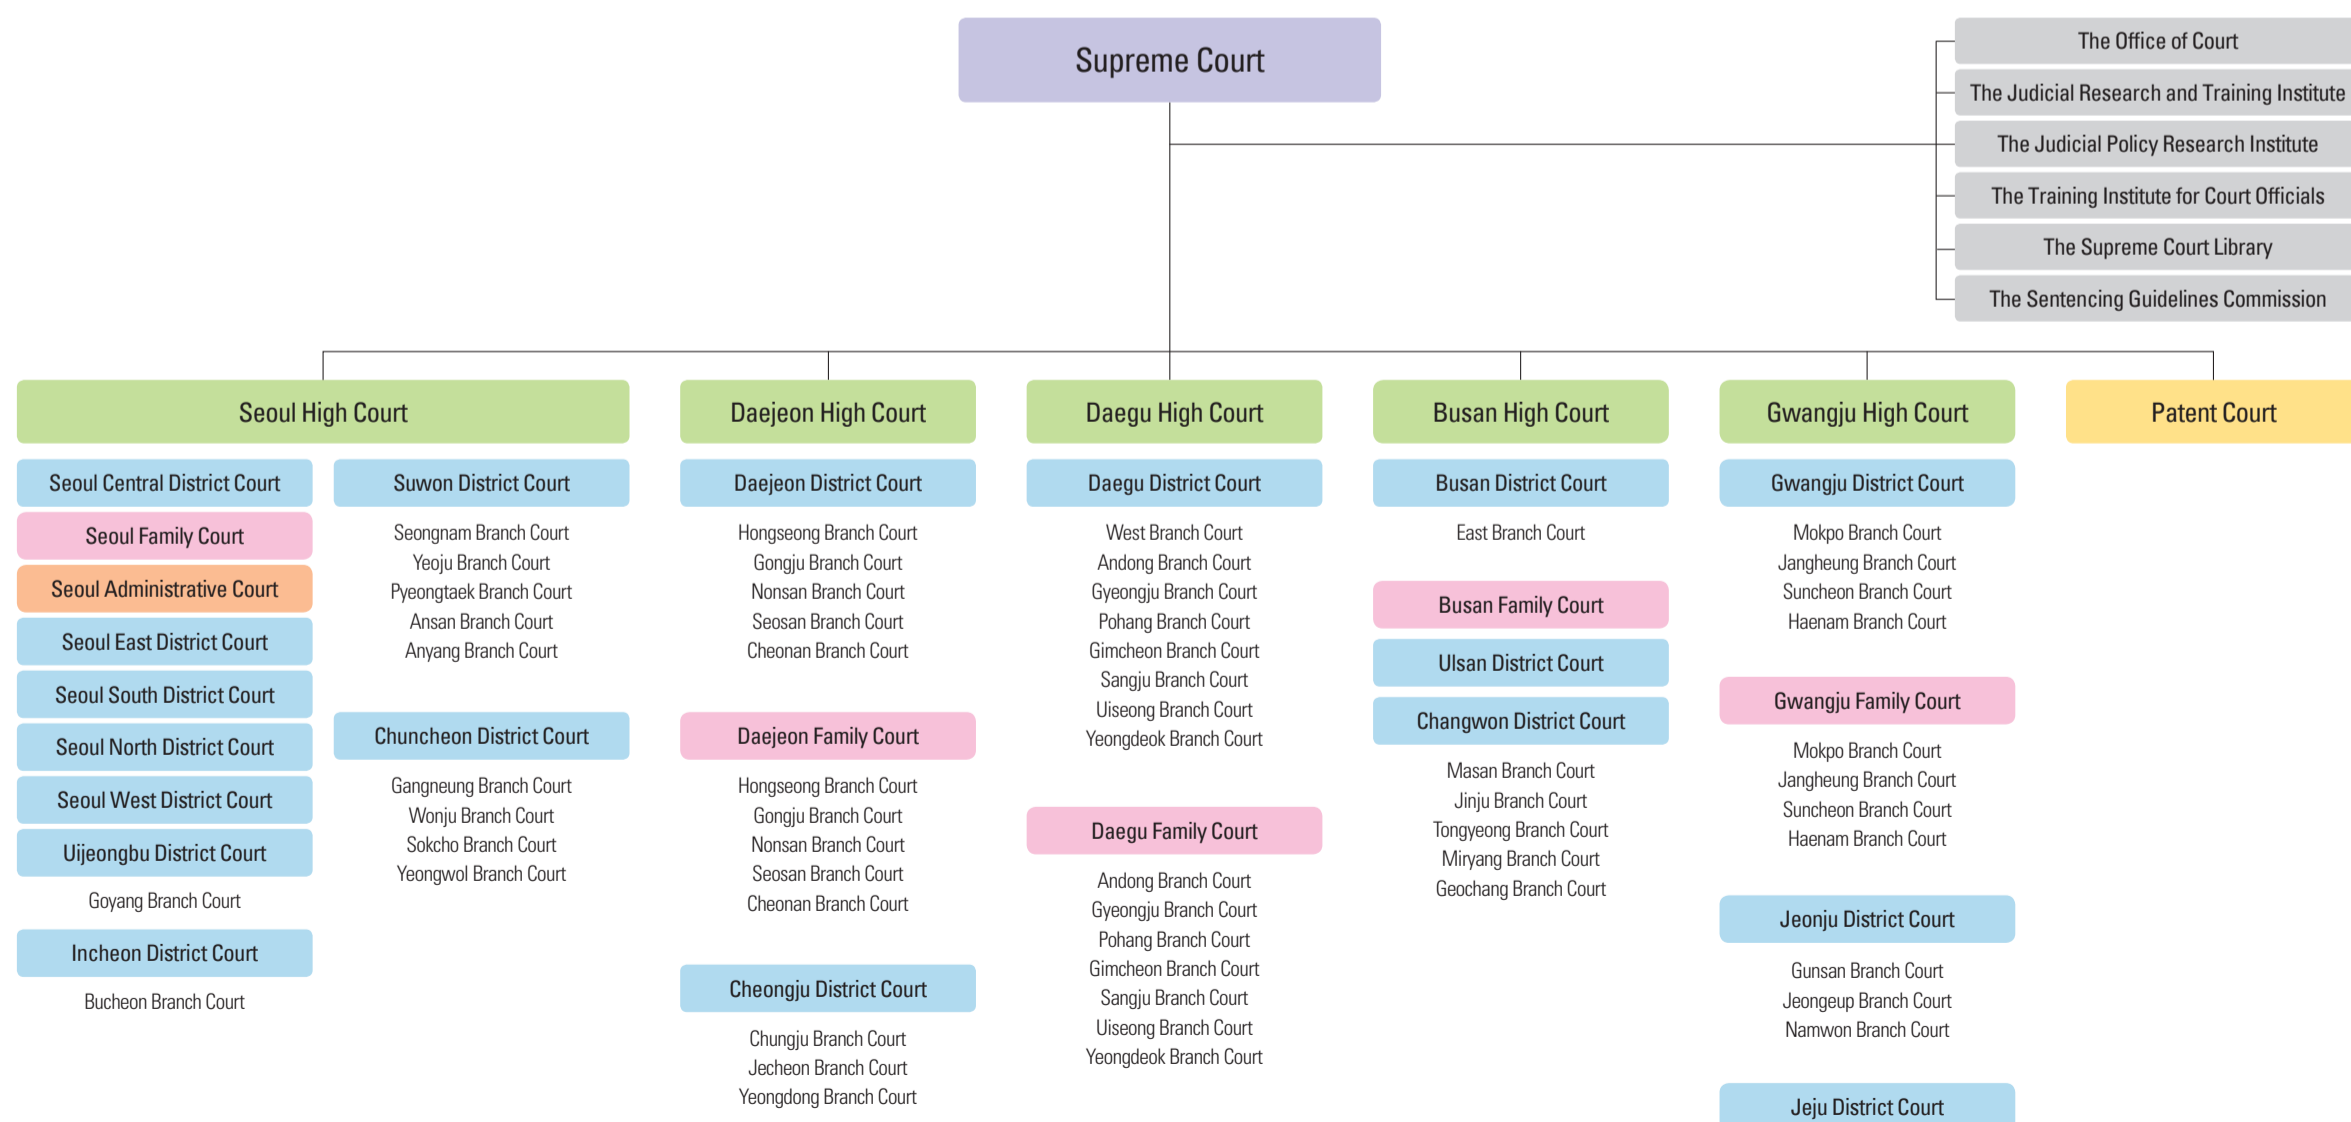 Supreme Court
The Office of Court
The Judicial Research and Training Institute
The Judicial Policy Research Institute
The Training Institute for Court Officials
The Supreme Court Library
The Sentencing Guidelines Commission
Seoul High Court
Seoul Central District Court
Seoul Family Court
Seoul Administrative Court
Seoul East District Court
Seoul South District Court
Seoul North District Court
Seoul West District Court
Uijeongbu District Court
Goyang Branch Court
Incheon District Court
Bucheon Branch Court
Suwon District Court
Seongnam Branch Court
Yeoju Branch Court
Pyeongtaek Branch Court
Ansan Branch Court
Anyang Branch Court
Chuncheon District Court
Gangneung Branch Court
Wonju Branch Court
Sokcho Branch Court
Yeongwol Branch Court
Daejeon High Court
Daejeon District Court
Hongseong Branch Court
Gongju Branch Court
Nonsan Branch Court
Seosan Branch Court
Cheonan Branch Court
Daejeon Family Court
Hongseong Branch Court
Gongju Branch Court
Nonsan Branch Court
Seosan Branch Court
Cheonan Branch Court
Cheongju District Court
Chungju Branch Court
Jecheon Branch Court
Yeongdong Branch Court
Daegu High Court
Daegu District Court
West Branch Court
Andong Branch Court
Gyeongju Branch Court
Pohang Branch Court
Gimcheon Branch Court
Sangju Branch Court
Uiseong Branch Court
Yeongdeok Branch Court
Daegu Family Court
Andong Branch Court
Gyeongju Branch Court
Pohang Branch Court
Gimcheon Branch Court
Sangju Branch Court
Uiseong Branch Court
Yeongdeok Branch Court
Busan High Court
Busan District Court
East Branch Court
Busan Family Court
Ulsan District Court
Changwon District Court
Masan Branch Court
Jinju Branch Court
Tongyeong Branch Court
Miryang Branch Court
Geochang Branch Court
Gwangju High Court
Gwangju District Court
Mokpo Branch Court
Jangheung Branch Court
Suncheon Branch Court
Haenam Branch Court
Gwangju Family Court
Mokpo Branch Court
Jangheung Branch Court
Suncheon Branch Court
Haenam Branch Court
Jeonju District Court
Gunsan Branch Court
Jeongeup Branch Court
Namwon Branch Court
Jeju District Court
Patent Court